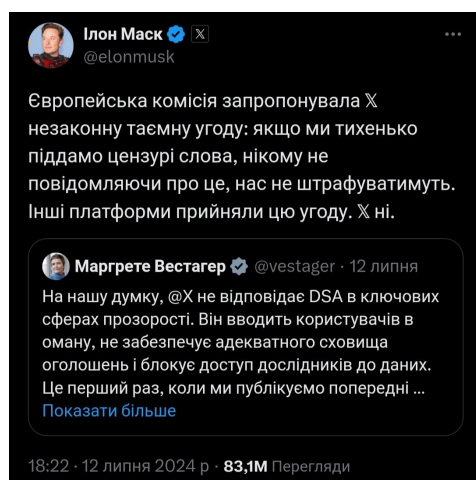 Ілон Маск
@elonmusk
Європейська комісія запропонувала 𝕏
незаконну таємну угоду: якщо ми тихенько
піддамо цензурі слова, нікому не
повідомляючи про це, нас не штрафуватимуть.
Інші платформи прийняли цю угоду. 𝕏 ні.
Маргрете Вестагер @vestager · 12 липня
На нашу думку, @X не відповідає DSA в ключових
сферах прозорості. Він вводить користувачів в
оману, не забезпечує адекватного сховища
оголошень і блокує доступ дослідників до даних.
Це перший раз, коли ми публікуємо попередні ...
Показати більше
18:22 · 12 липня 2024 р · 83,1М Перегляди